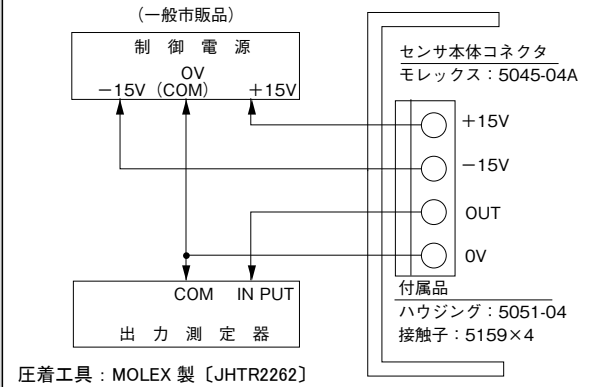 （一般市販品）
制御電源
0V
−15V（COM） ＋15V
センサ本体コネクタ
モレックス：5045-04A
＋15V
−15V
OUT
0V
COM IN PUT
出力測定器
付属品
ハウジング：5051-04
接触子：5159×4
圧着工具：MOLEX 製〔JHTR2262〕